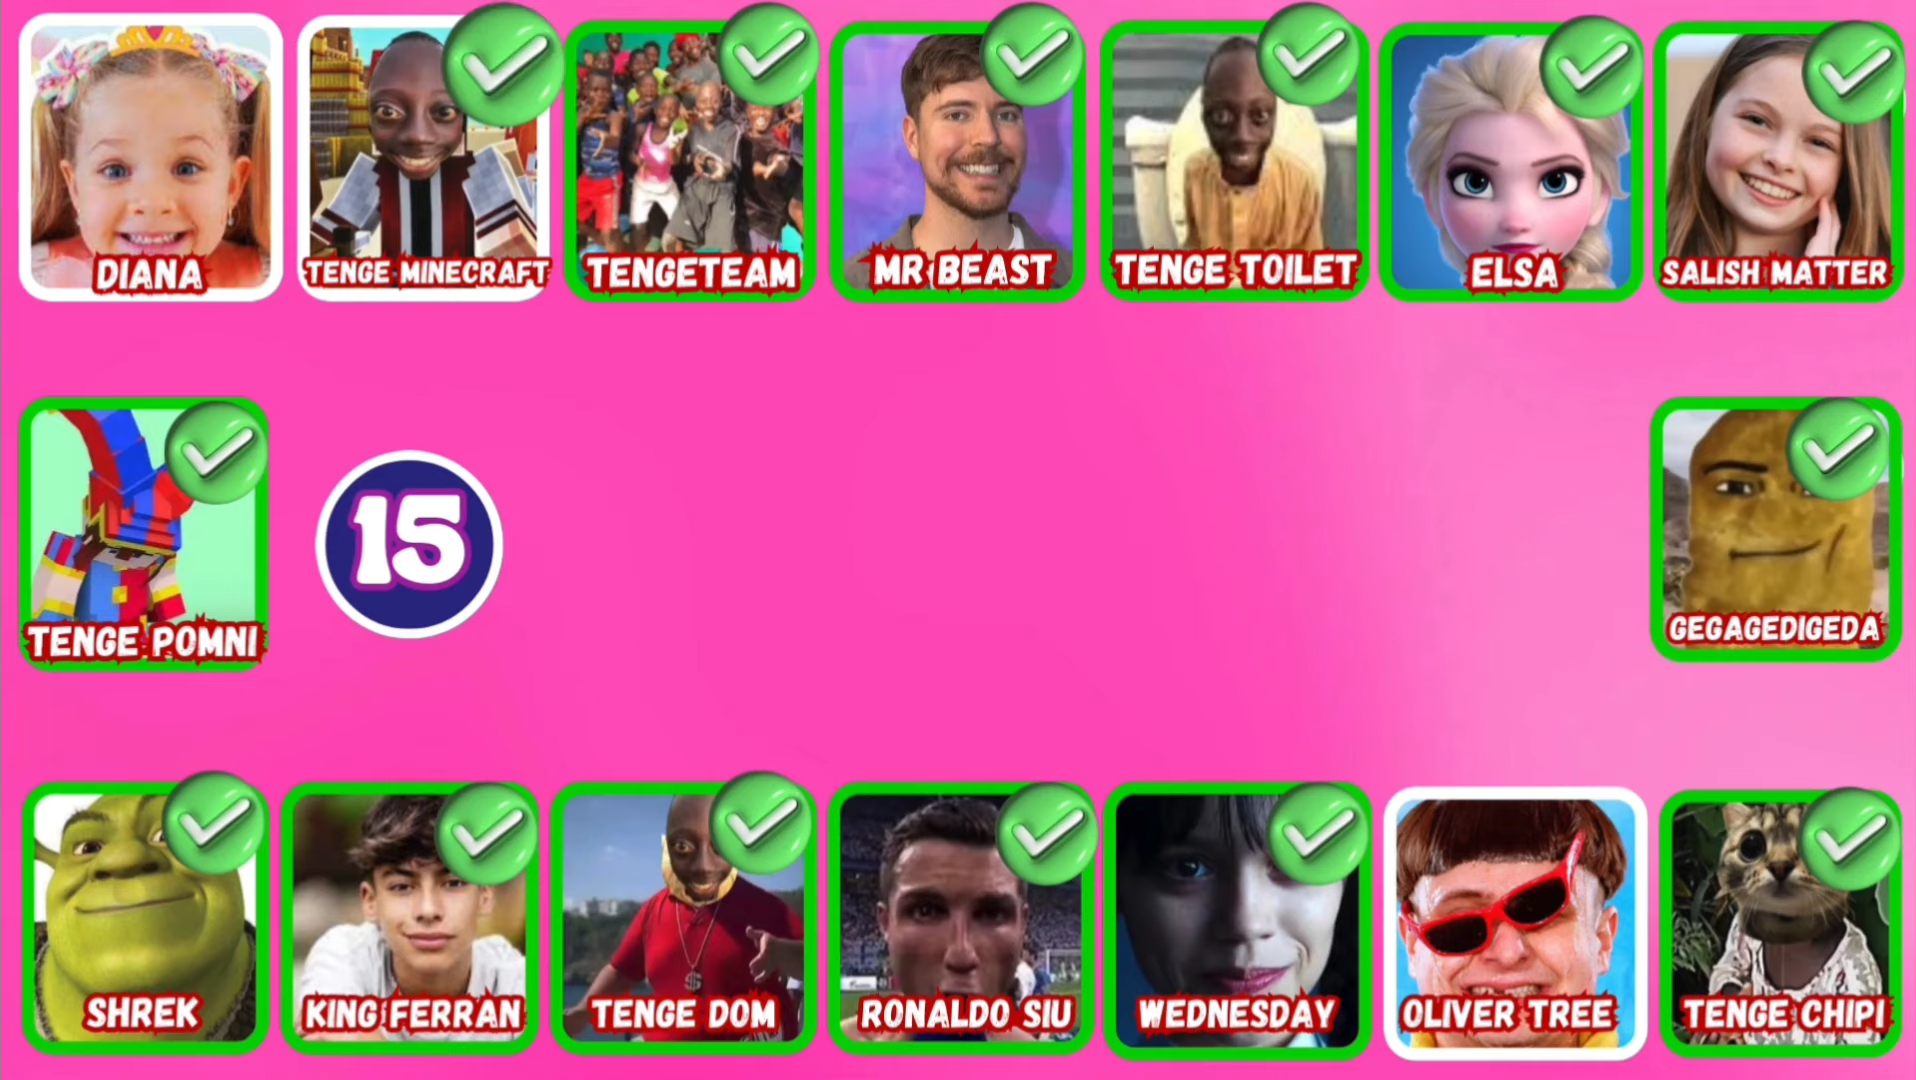 DIANA
TENGE MINECRAFT
TENGETEAM
MR BEAST
TENGE TOILET
ELSA
SALISH MATTER
TENGE POMNI
15
GEGAGEDIGEDA
SHREK
KING FERRAN
TENGE DOM
RONALDO SIU
WEDNESDAY
OLIVER TREE
TENGE CHIPI